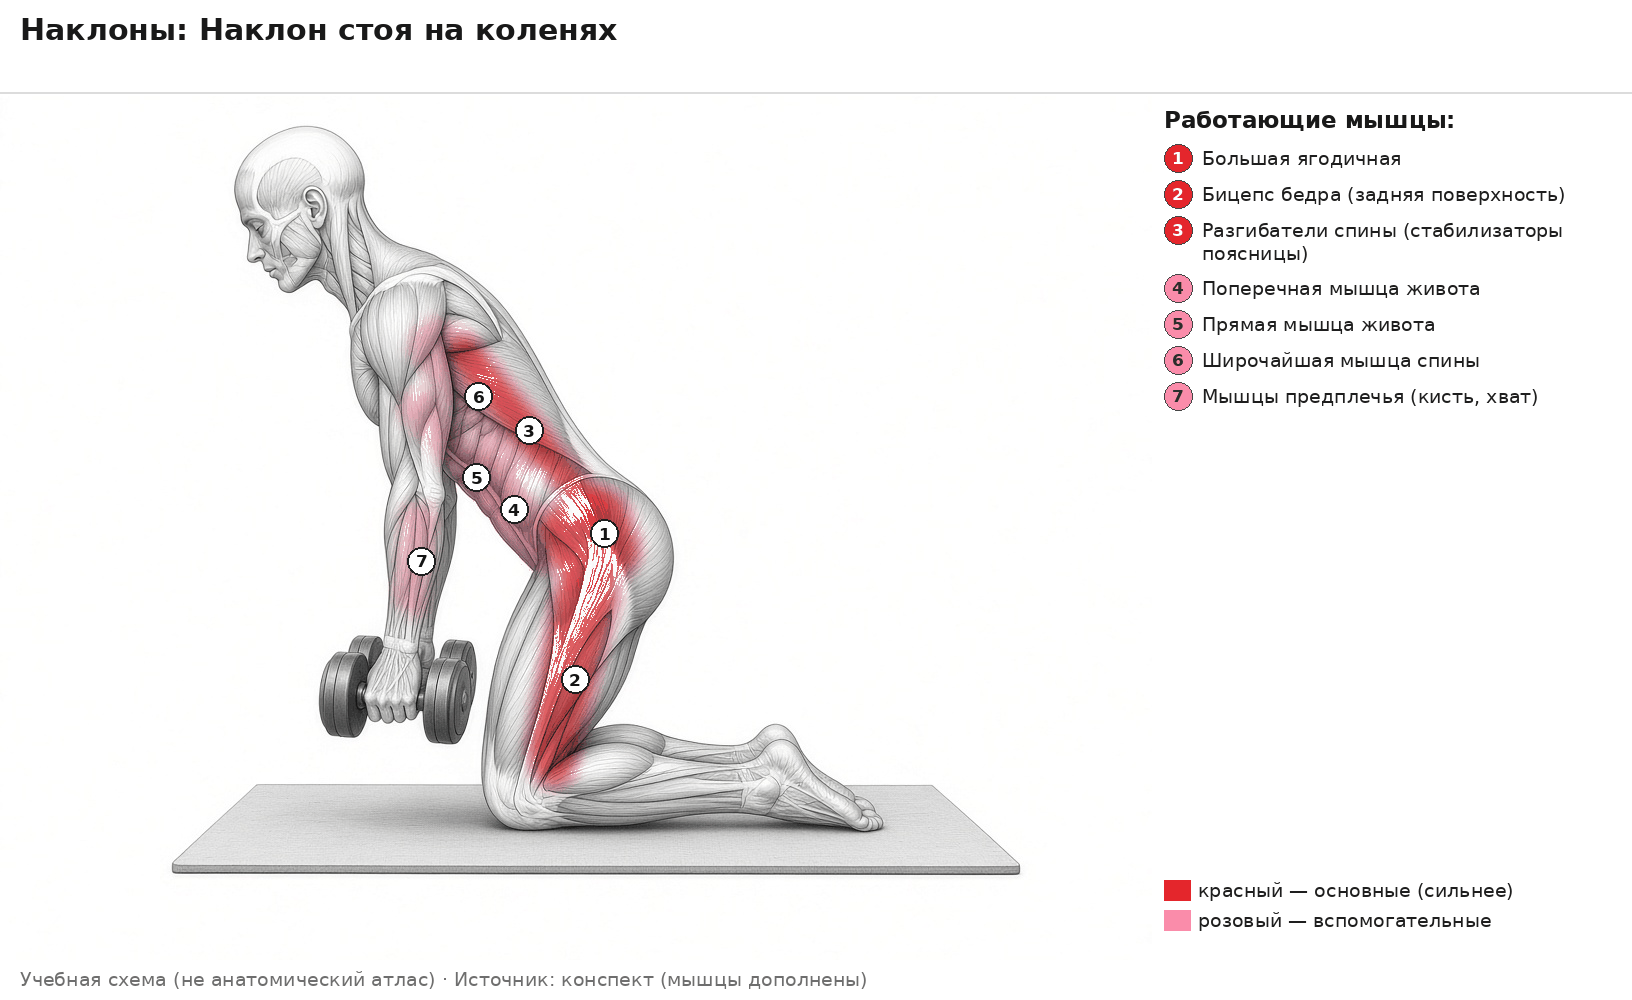 Наклоны: Наклон стоя на коленях
Работающие мышцы:
1 Большая ягодичная
2 Бицепс бедра (задняя поверхность)
3 Разгибатели спины (стабилизаторы
поясницы)
4 Поперечная мышца живота
5 Прямая мышца живота
6 Широчайшая мышца спины
7 Мышцы предплечья (кисть, хват)
6
3
5
4
1
7
2
красный — основные (сильнее)
розовый — вспомогательные
Учебная схема (не анатомический атлас) · Источник: конспект (мышцы дополнены)